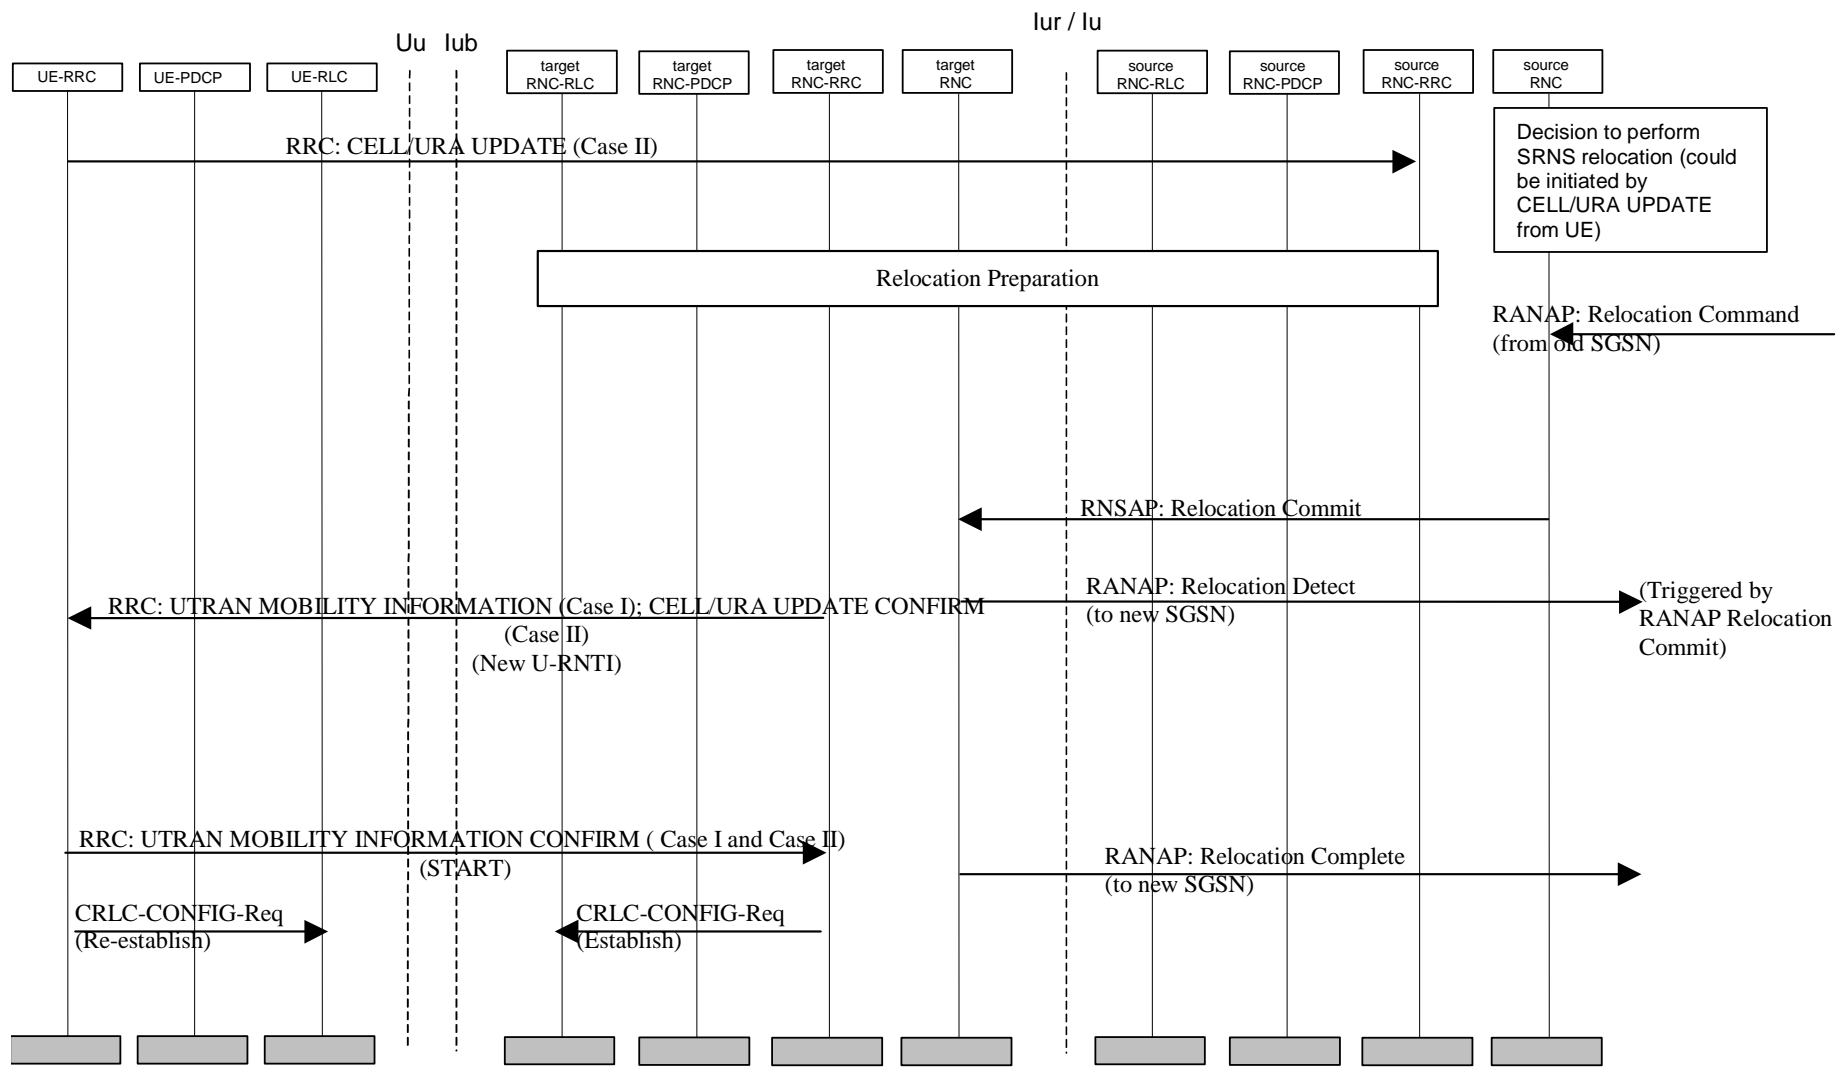 Iur / Iu
Uu Iub
UE-RRC
UE-PDCP
UE-RLC
target
RNC-RLC
target
RNC-PDCP
target
RNC-RRC
target
RNC
source
RNC-RLC
source
RNC-PDCP
source
RNC-RRC
source
RNC
Decision to perform
SRNS relocation (could
be initiated by
CELL/URA UPDATE
from UE)
RRC: CELL/URA UPDATE (Case II)
Relocation Preparation
RANAP: Relocation Command
(from old SGSN)
RNSAP: Relocation Commit
RANAP: Relocation Detect
(to new SGSN)
(Triggered by
RANAP Relocation
Commit)
RRC: UTRAN MOBILITY INFORMATION (Case I); CELL/URA UPDATE CONFIRM
(Case II)
(New U-RNTI)
RRC: UTRAN MOBILITY INFORMATION CONFIRM ( Case I and Case II)
(START)
RANAP: Relocation Complete
(to new SGSN)
CRLC-CONFIG-Req
(Re-establish)
CRLC-CONFIG-Req
(Establish)